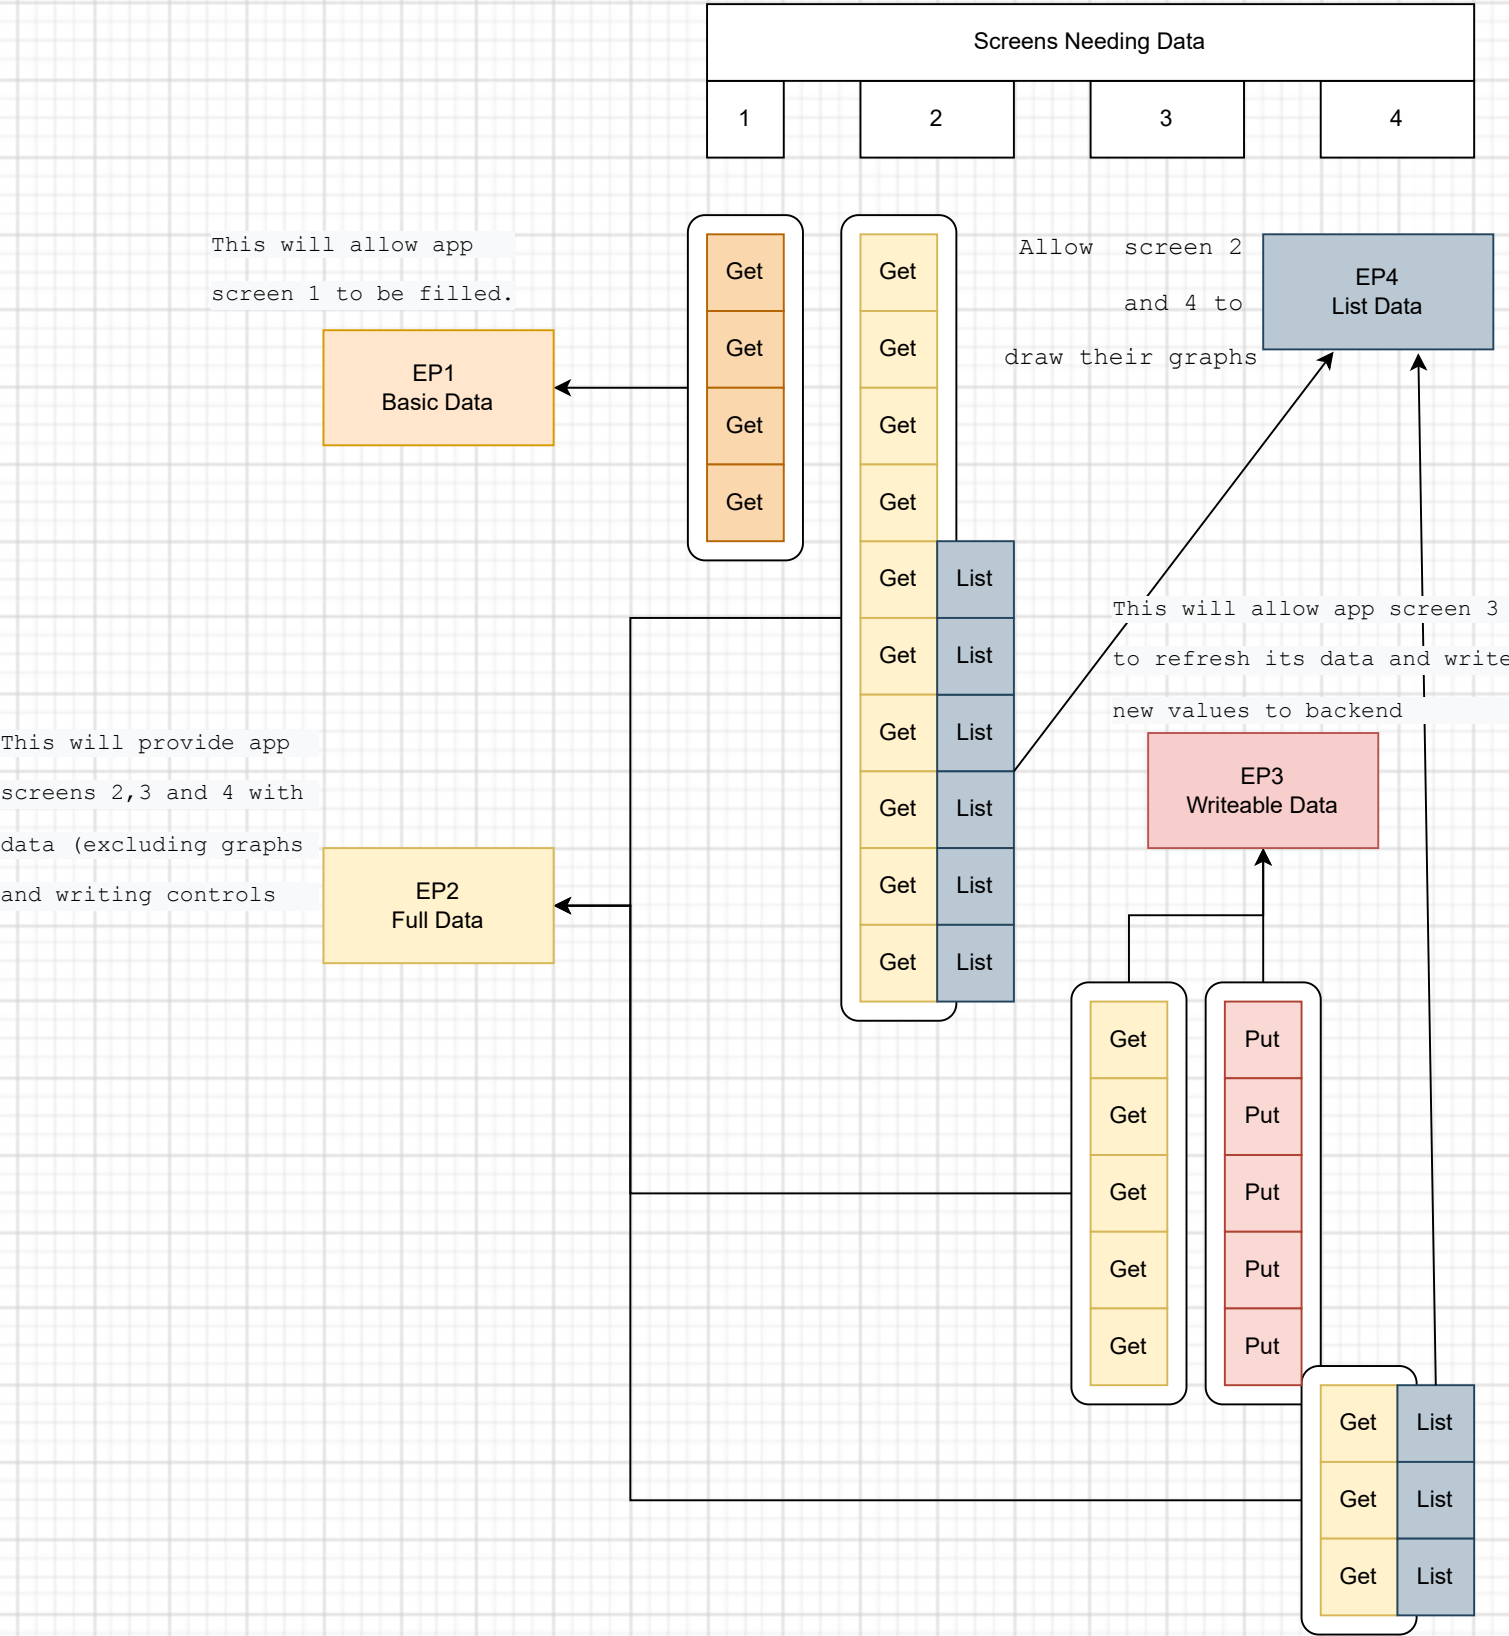 Screens Needing Data
1
2
3
4
This will allow app
screen 1 to be filled.
EP1
Basic Data
Get
Get
Get
Get
Get
Get
Get
Get
Get List
Get List
Get List
Get List
Get List
Get List
Allow  screen 2
and 4 to
draw their graphs
EP4
List Data
This will allow app screen 3
to refresh its data and write
new values to backend
EP3
Writeable Data
This will provide app
screens 2,3 and 4 with
data (excluding graphs
and writing controls
EP2
Full Data
Get
Get
Get
Get
Get
Put
Put
Put
Put
Put
Get List
Get List
Get List